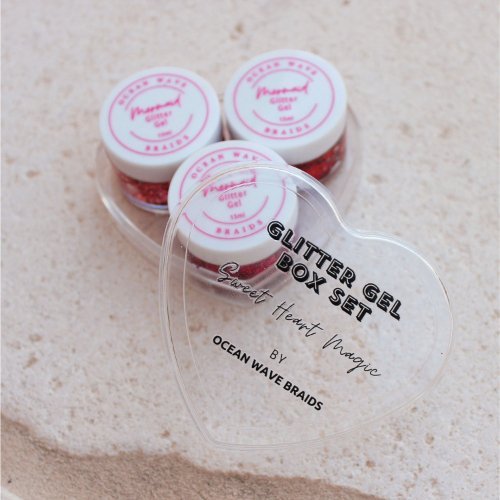 OCEAN WAVE
Mermaid
Glitter
Gel
15ml
BRAIDS
OCEAN WAVE
Mermaid
Glitter
Gel
15ml
BRAIDS
OCEAN WAVE
Mermaid
Glitter
Gel
15ml
BRAIDS
GLITTER GEL
BOX SET
Sweet Heart Magic
BY
OCEAN WAVE BRAIDS